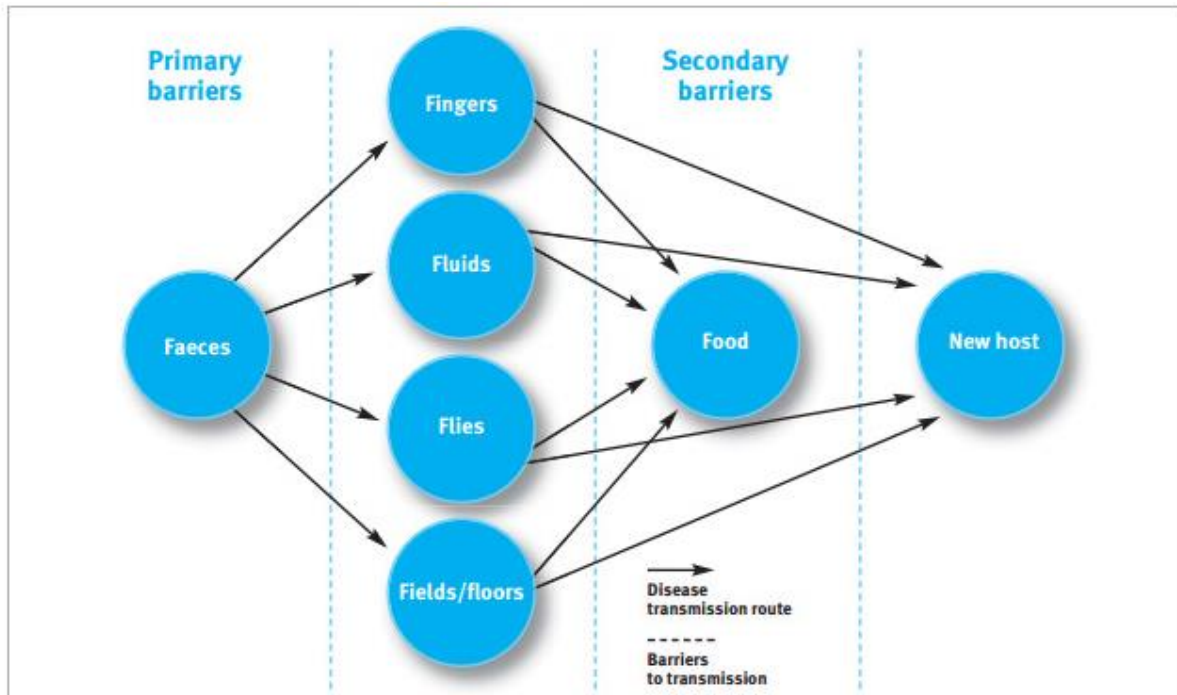 Primary
barriers
Fingers
Secondary
barriers
Fluids
Faeces
Food
New host
Flies
Fields/floors
Disease
transmission route
Barriers
to transmission